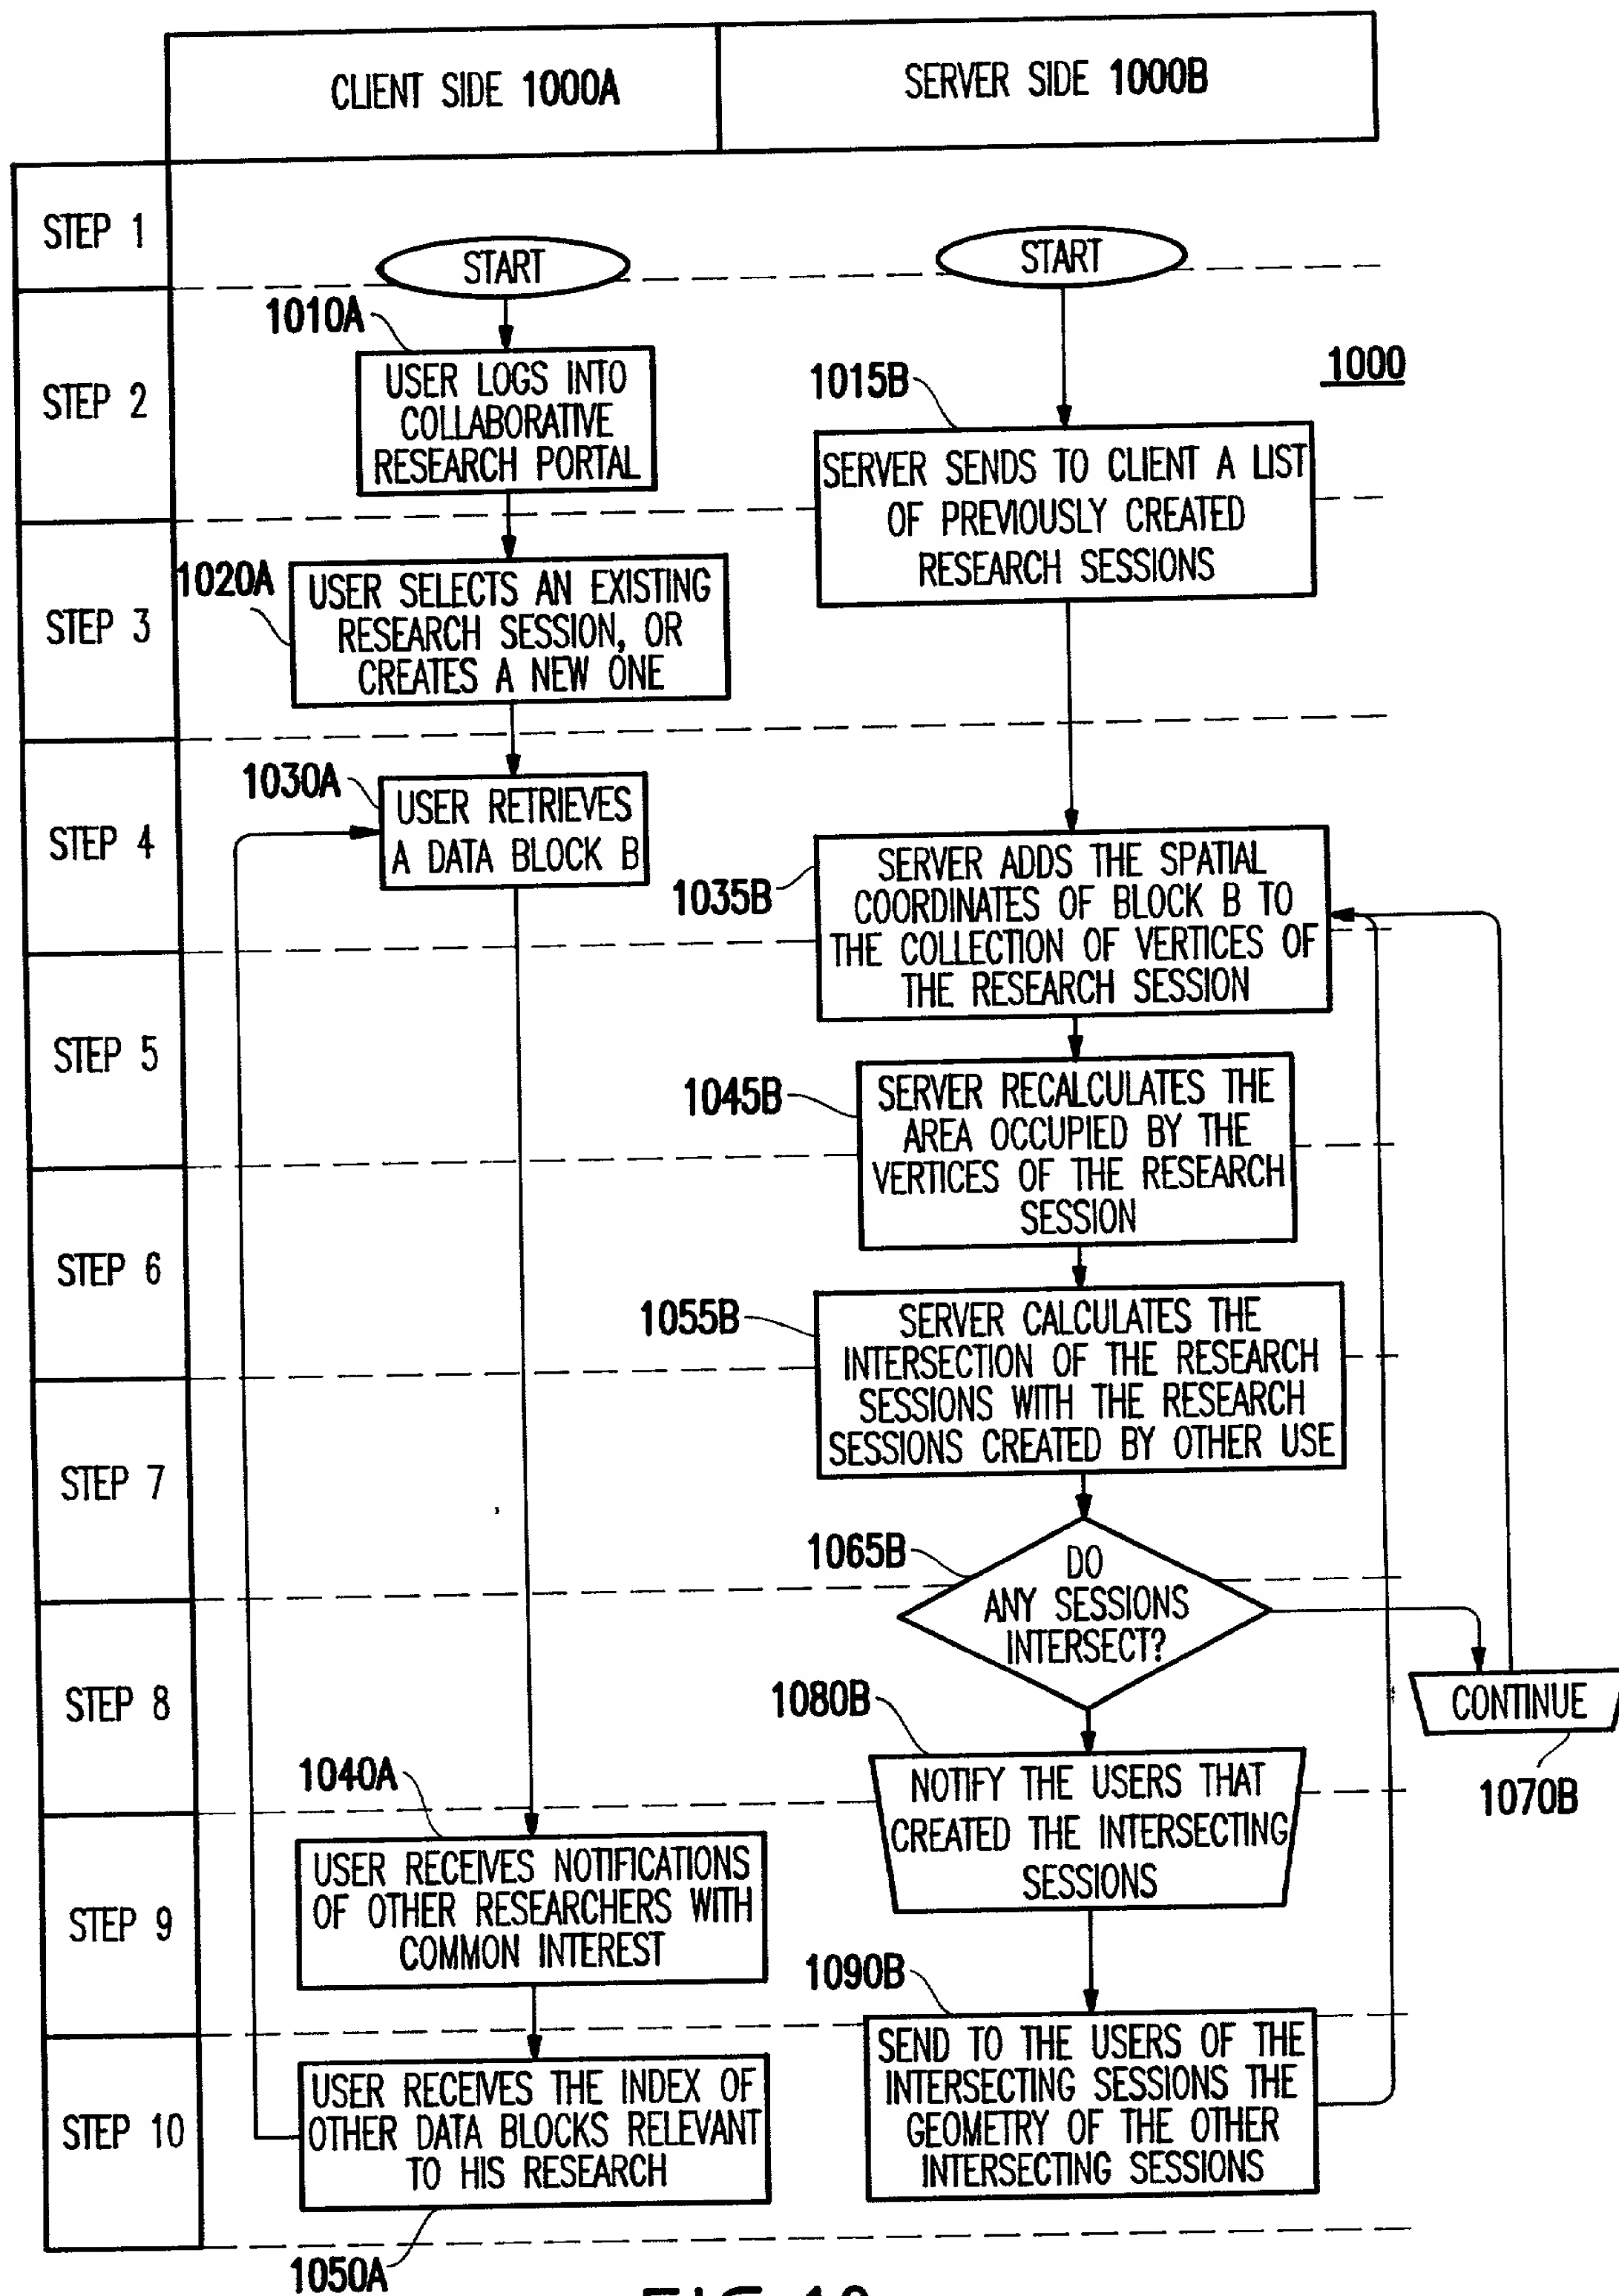 CLIENT SIDE 1000A
SERVER SIDE 1000B
STEP 1
START
START
STEP 2
1010A
USER LOGS INTO
COLLABORATIVE
RESEARCH PORTAL
1015B
1000
SERVER SENDS TO CLIENT A LIST
OF PREVIOUSLY CREATED
RESEARCH SESSIONS
STEP 3
1020A
USER SELECTS AN EXISTING
RESEARCH SESSION, OR
CREATES A NEW ONE
STEP 4
1030A
USER RETRIEVES
A DATA BLOCK B
1035B
SERVER ADDS THE SPATIAL
COORDINATES OF BLOCK B TO
THE COLLECTION OF VERTICES OF
THE RESEARCH SESSION
STEP 5
1045B
SERVER RECALCULATES THE
AREA OCCUPIED BY THE
VERTICES OF THE RESEARCH
SESSION
STEP 6
1055B
SERVER CALCULATES THE
INTERSECTION OF THE RESEARCH
SESSIONS WITH THE RESEARCH
SESSIONS CREATED BY OTHER USE
STEP 7
1065B
DO
ANY SESSIONS
INTERSECT?
STEP 8
1080B
CONTINUE
1070B
NOTIFY THE USERS THAT
CREATED THE INTERSECTING
SESSIONS
1040A
STEP 9
USER RECEIVES NOTIFICATIONS
OF OTHER RESEARCHERS WITH
COMMON INTEREST
1090B
SEND TO THE USERS OF THE
INTERSECTING SESSIONS THE
GEOMETRY OF THE OTHER
INTERSECTING SESSIONS
STEP 10
USER RECEIVES THE INDEX OF
OTHER DATA BLOCKS RELEVANT
TO HIS RESEARCH
1050A